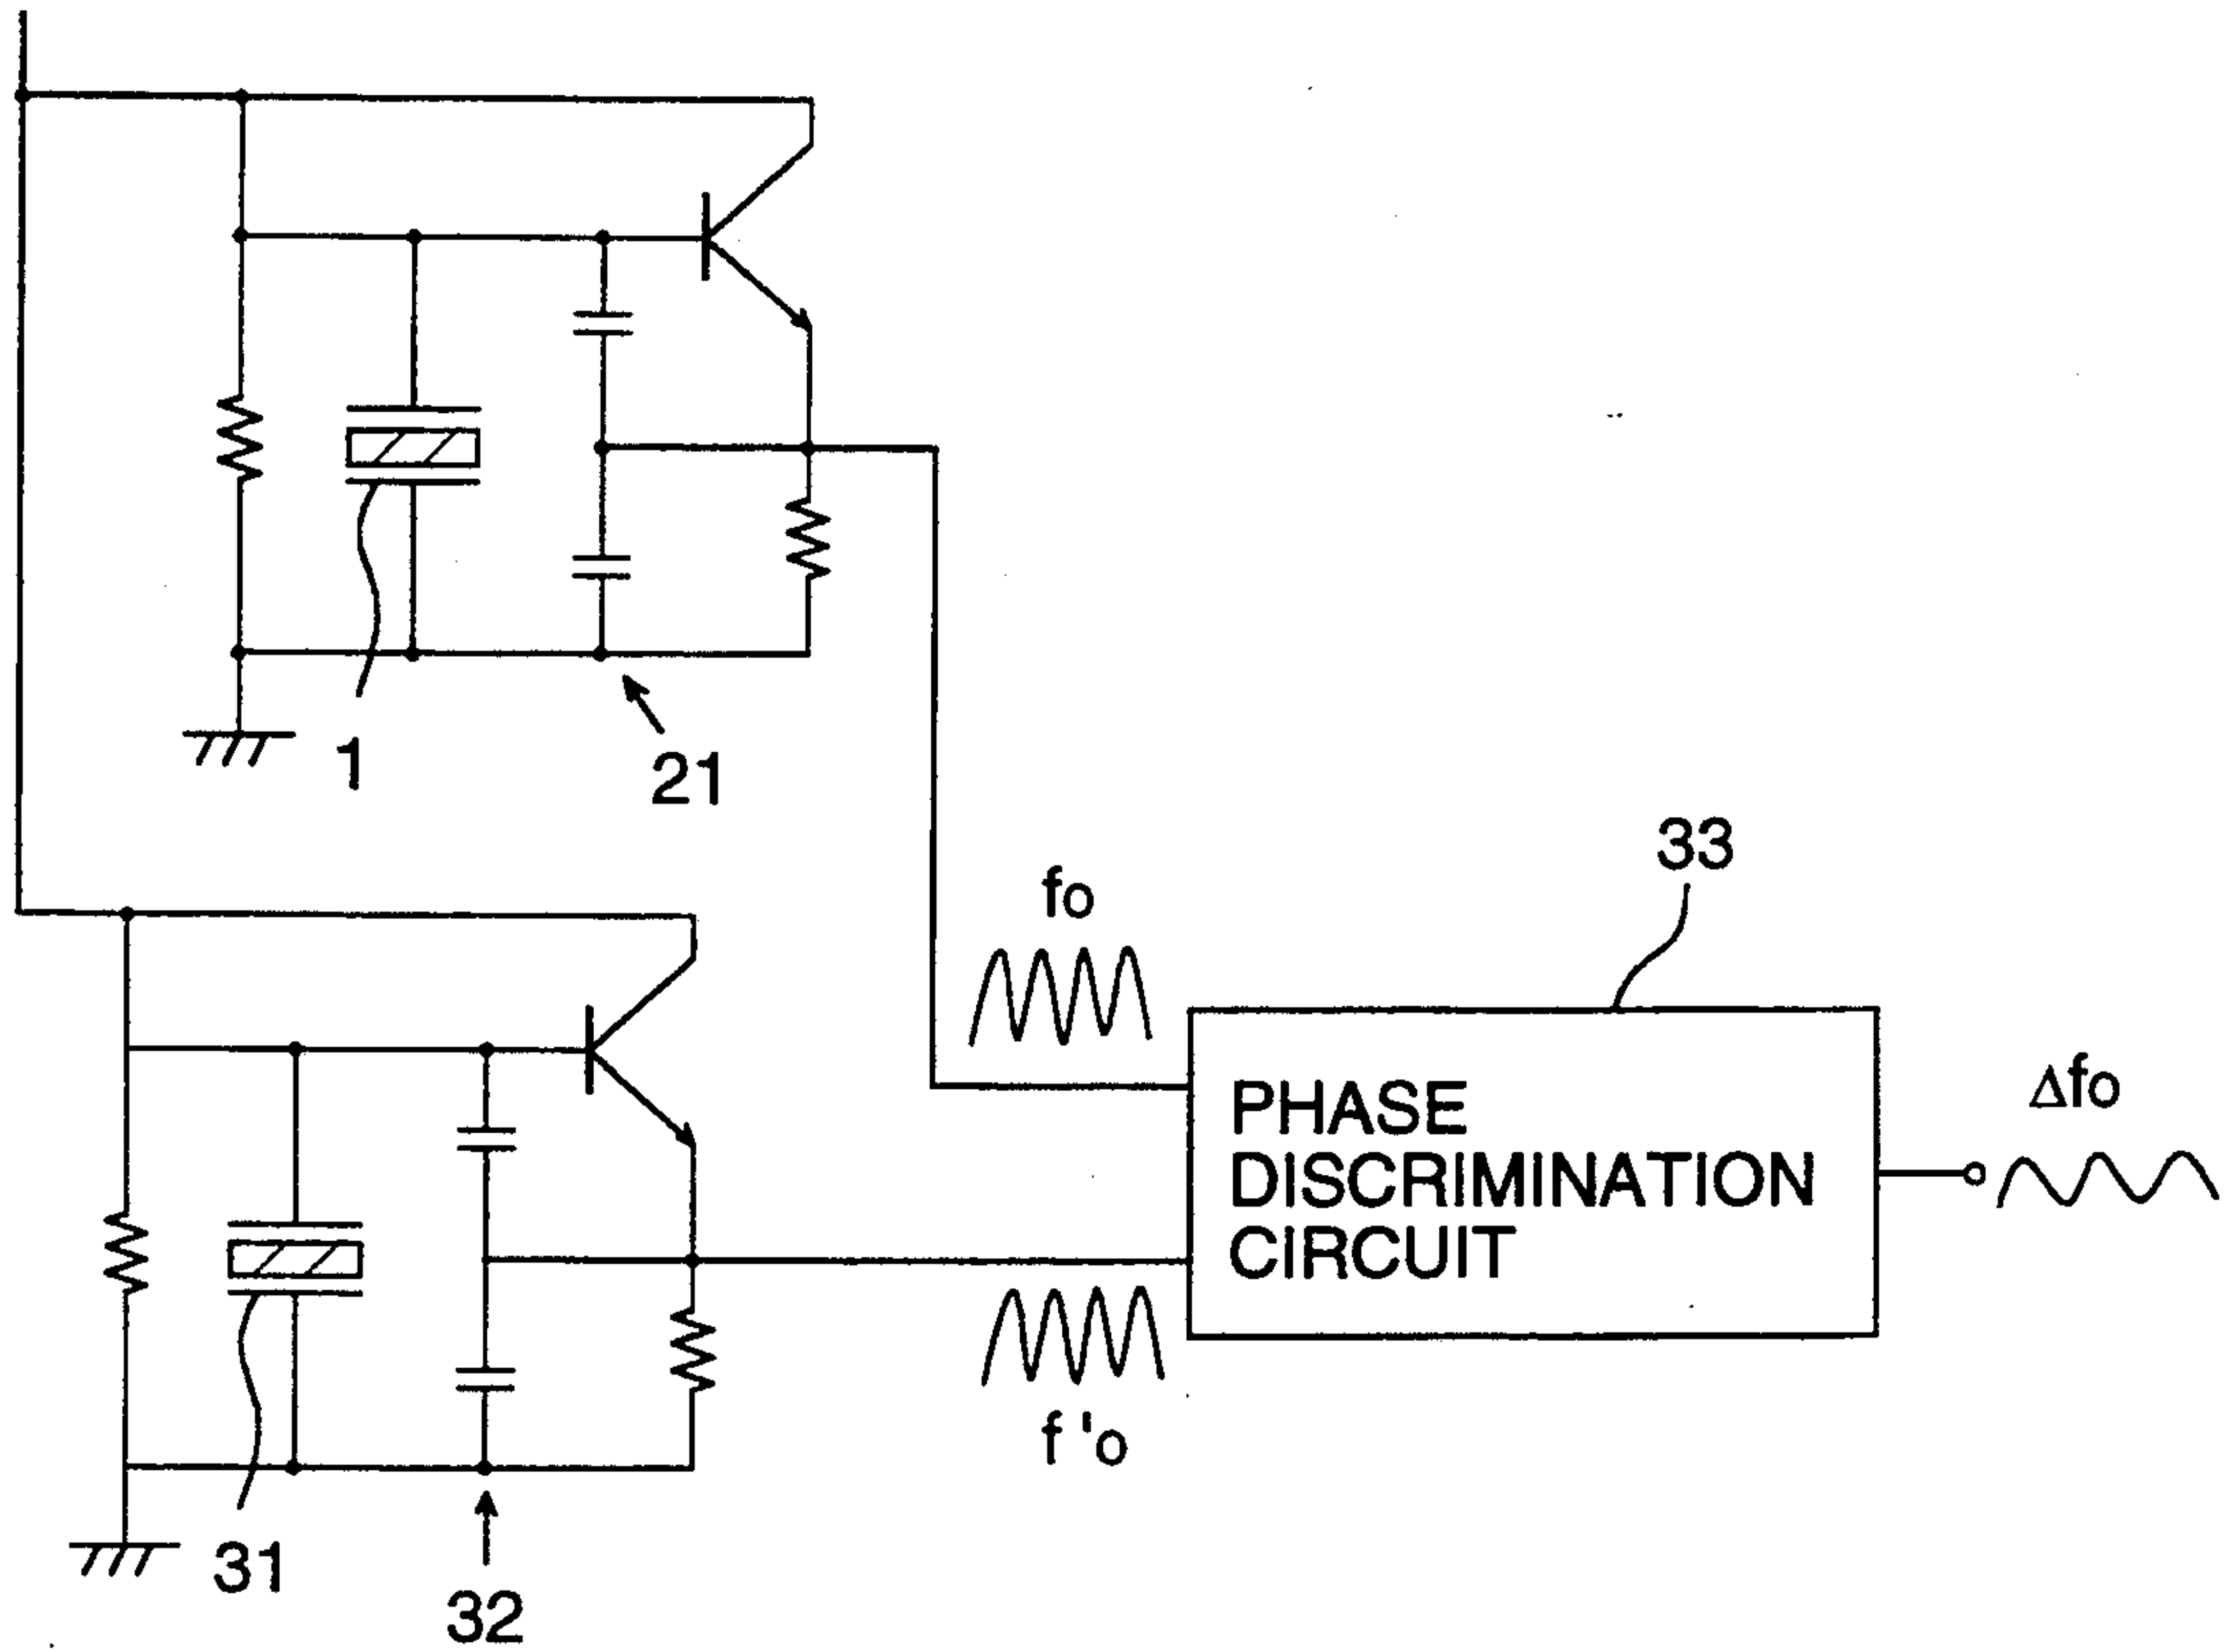 1
21
33
fo
PHASE
DISCRIMINATION
CIRCUIT
Δfo
f'o
31
32